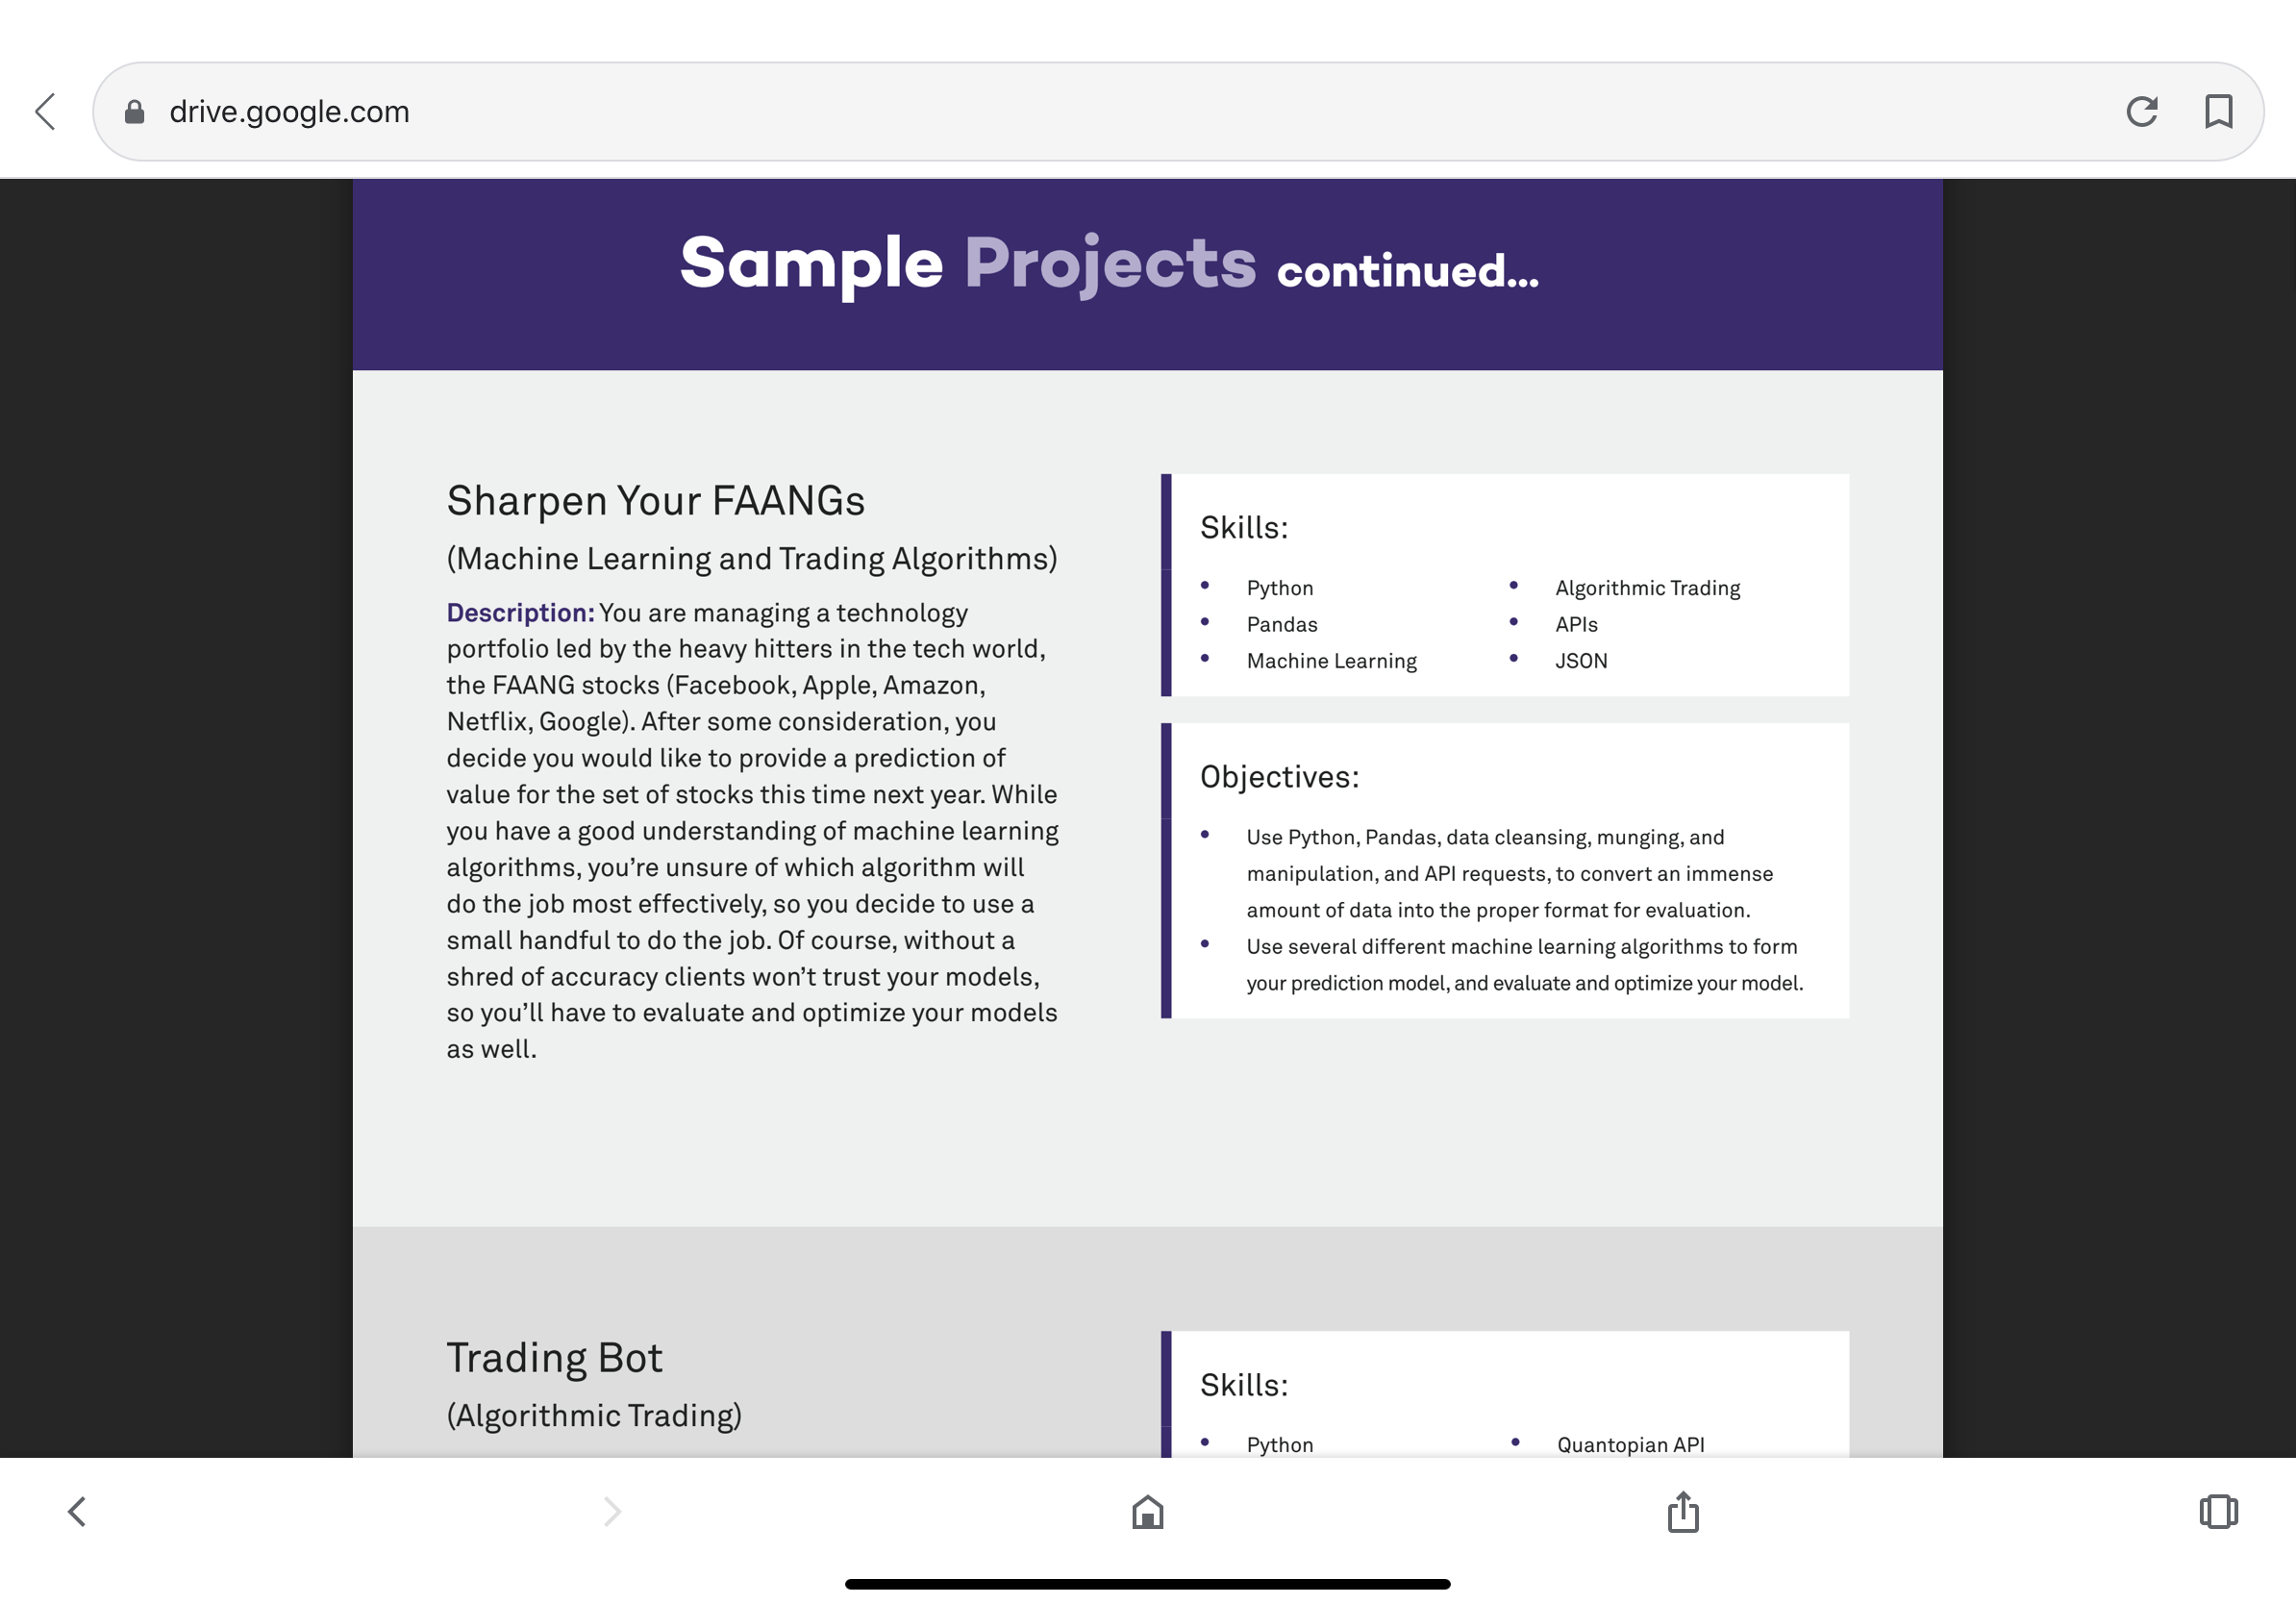 drive.google.com
Sample Projects continued...
Sharpen Your FAANGs
(Machine Learning and Trading Algorithms)
Description: You are managing a technology
portfolio led by the heavy hitters in the tech world,
the FAANG stocks (Facebook, Apple, Amazon,
Netflix, Google). After some consideration, you
decide you would like to provide a prediction of
value for the set of stocks this time next year. While
you have a good understanding of machine learning
algorithms, you’re unsure of which algorithm will
do the job most effectively, so you decide to use a
small handful to do the job. Of course, without a
shred of accuracy clients won’t trust your models,
so you’ll have to evaluate and optimize your models
as well.
Skills:
• Python
• Pandas
• Machine Learning
• Algorithmic Trading
• APIs
• JSON
Objectives:
• Use Python, Pandas, data cleansing, munging, and
manipulation, and API requests, to convert an immense
amount of data into the proper format for evaluation.
• Use several different machine learning algorithms to form
your prediction model, and evaluate and optimize your model.
Trading Bot
(Algorithmic Trading)
Skills:
• Python
• Quantopian API